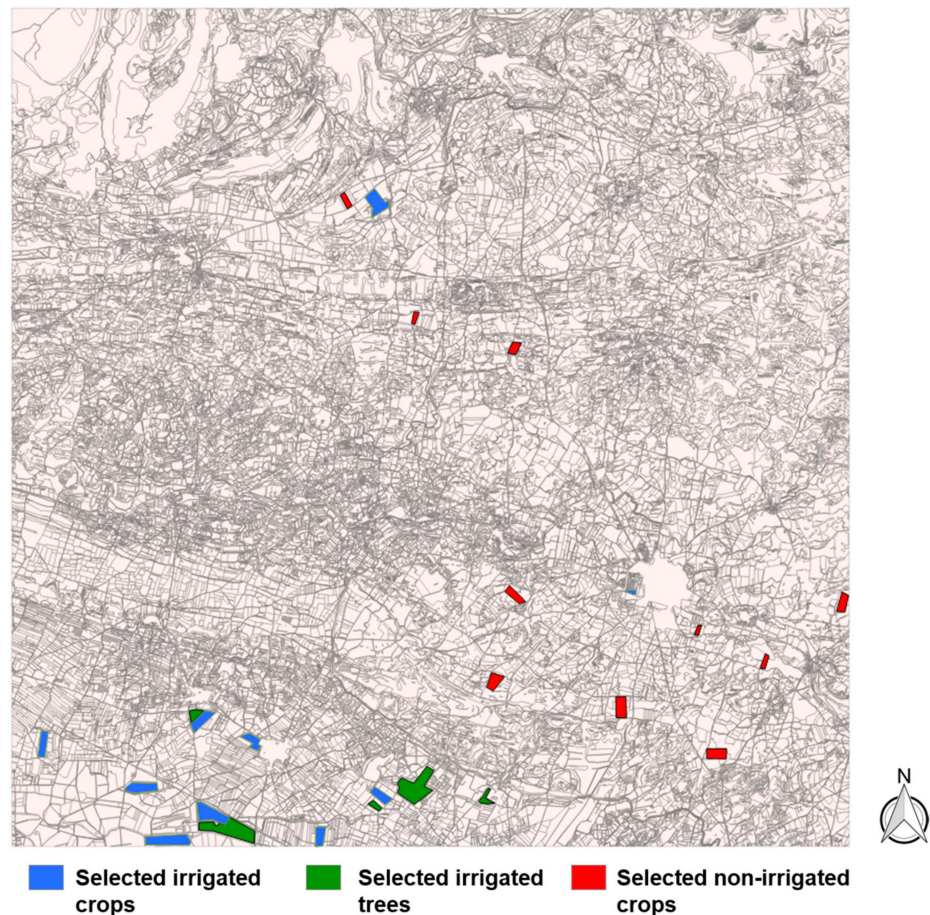 N
Selected irrigated
crops
Selected irrigated
trees
Selected non-irrigated
crops